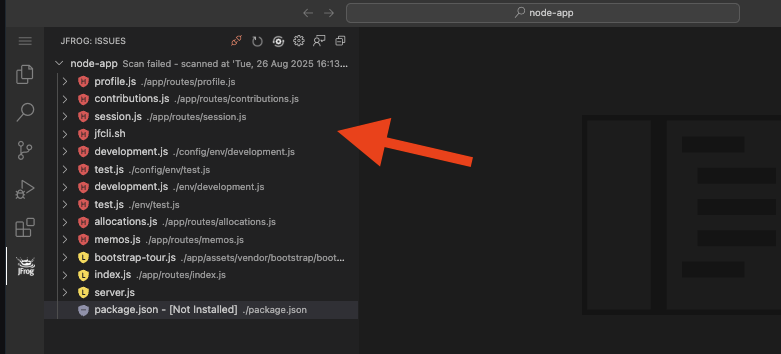 node-app
JFROG: ISSUES
node-app Scan failed - scanned at 'Tue, 26 Aug 2025 16:13...
H profile.js ./app/routes/profile.js
H contributions.js ./app/routes/contributions.js
H session.js ./app/routes/session.js
H jfcli.sh
H development.js ./config/env/development.js
H test.js ./config/env/test.js
H development.js ./env/development.js
H test.js ./env/test.js
H allocations.js ./app/routes/allocations.js
H memos.js ./app/routes/memos.js
L bootstrap-tour.js ./app/assets/vendor/bootstrap/boot...
L index.js ./app/routes/index.js
L server.js
package.json - [Not Installed] ./package.json
JFrog